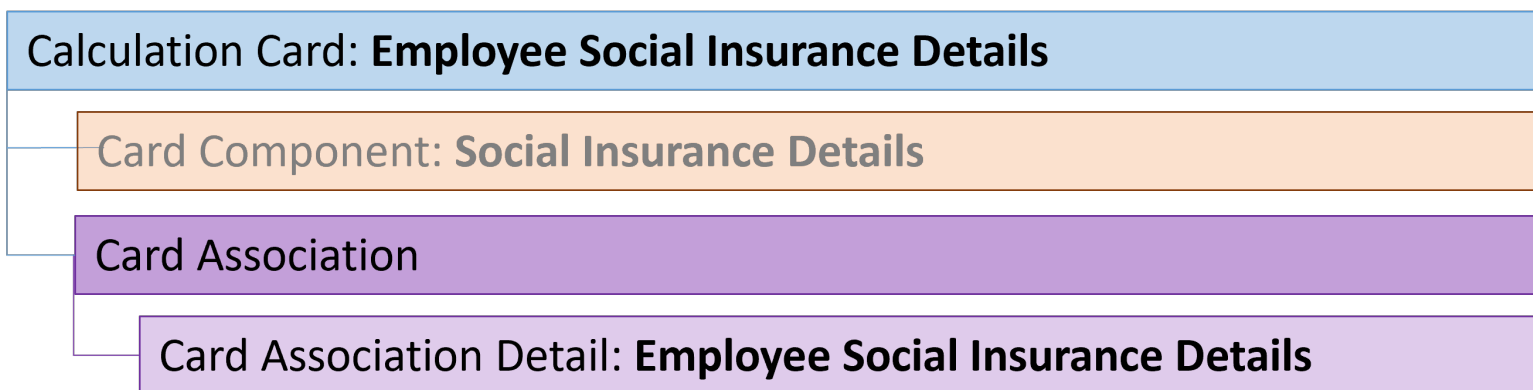 Calculation Card: Employee Social Insurance Details
Card Component: Social Insurance Details
Card Association
Card Association Detail: Employee Social Insurance Details